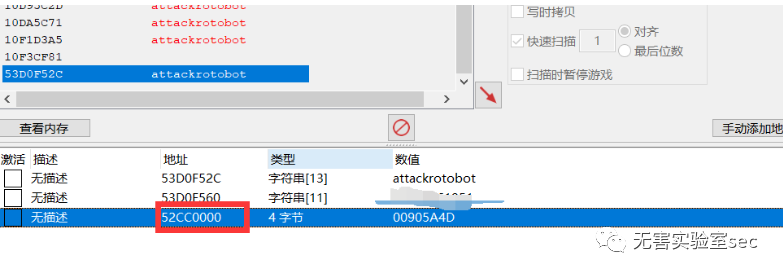 10DA5C71 attackrotobot
10F1D3A5 attackrotobot
10F3CF81
53D0F52C attackrotobot
写时拷贝
快速扫描 1 对齐
最后位数
扫描时暂停游戏
查看内存 手动添加地
激活 描述 地址 类型 数值
无描述 53D0F52C 字符串[13] attackrotobot
无描述 53D0F560 字符串[11]
无描述 52CC0000 4 字节 00905A4D
无害实验室sec